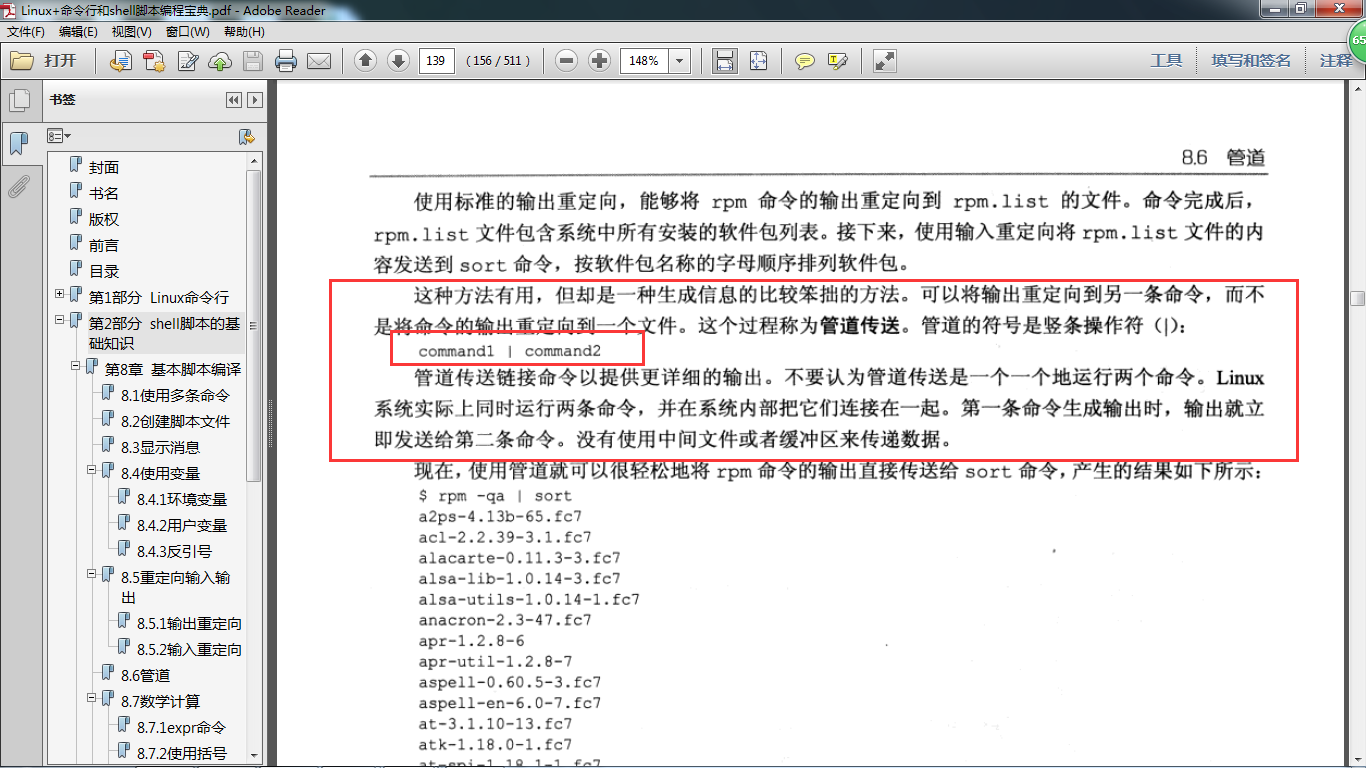 Linux+命令行和shell脚本编程宝典.pdf - Adobe Reader
文件(F) 编辑(E) 视图(V) 窗口(W) 帮助(H)
打开 139 (156 / 511) 148% 工具 填写和签名 注释
65
书签
封面
书名
版权
前言
目录
第1部分 Linux命令行
第2部分 shell脚本的基
础知识
第8章 基本脚本编译
8.1使用多条命令
8.2创建脚本文件
8.3显示消息
8.4使用变量
8.4.1环境变量
8.4.2用户变量
8.4.3反引号
8.5重定向输入输
出
8.5.1输出重定向
8.5.2输入重定向
8.6管道
8.7数学计算
8.7.1expr命令
8.7.2使用括号
8.6 管道
使用标准的输出重定向，能够将 rpm 命令的输出重定向到 rpm.list 的文件。命令完成后，
rpm.list 文件包含系统中所有安装的软件包列表。接下来，使用输入重定向将 rpm.list 文件的内
容发送到 sort 命令，按软件包名称的字母顺序排列软件包。
这种方法有用，但却是一种生成信息的比较笨拙的方法。可以将输出重定向到另一条命令，而不
是将命令的输出重定向到一个文件。这个过程称为管道传送。管道的符号是竖条操作符（|）：
command1 | command2
管道传送链接命令以提供更详细的输出。不要认为管道传送是一个一个地运行两个命令。Linux
系统实际上同时运行两条命令，并在系统内部把它们连接在一起。第一条命令生成输出时，输出就立
即发送给第二条命令。没有使用中间文件或者缓冲区来传递数据。
现在，使用管道就可以很轻松地将 rpm 命令的输出直接传送给 sort 命令，产生的结果如下所示：
$ rpm -qa | sort
a2ps-4.13b-65.fc7
acl-2.2.39-3.1.fc7
alacarte-0.11.3-3.fc7
alsa-lib-1.0.14-3.fc7
alsa-utils-1.0.14-1.fc7
anacron-2.3-47.fc7
apr-1.2.8-6
apr-util-1.2.8-7
aspell-0.60.5-3.fc7
aspell-en-6.0-7.fc7
at-3.1.10-13.fc7
atk-1.18.0-1.fc7
at-spi-1.18.1-1.fc7